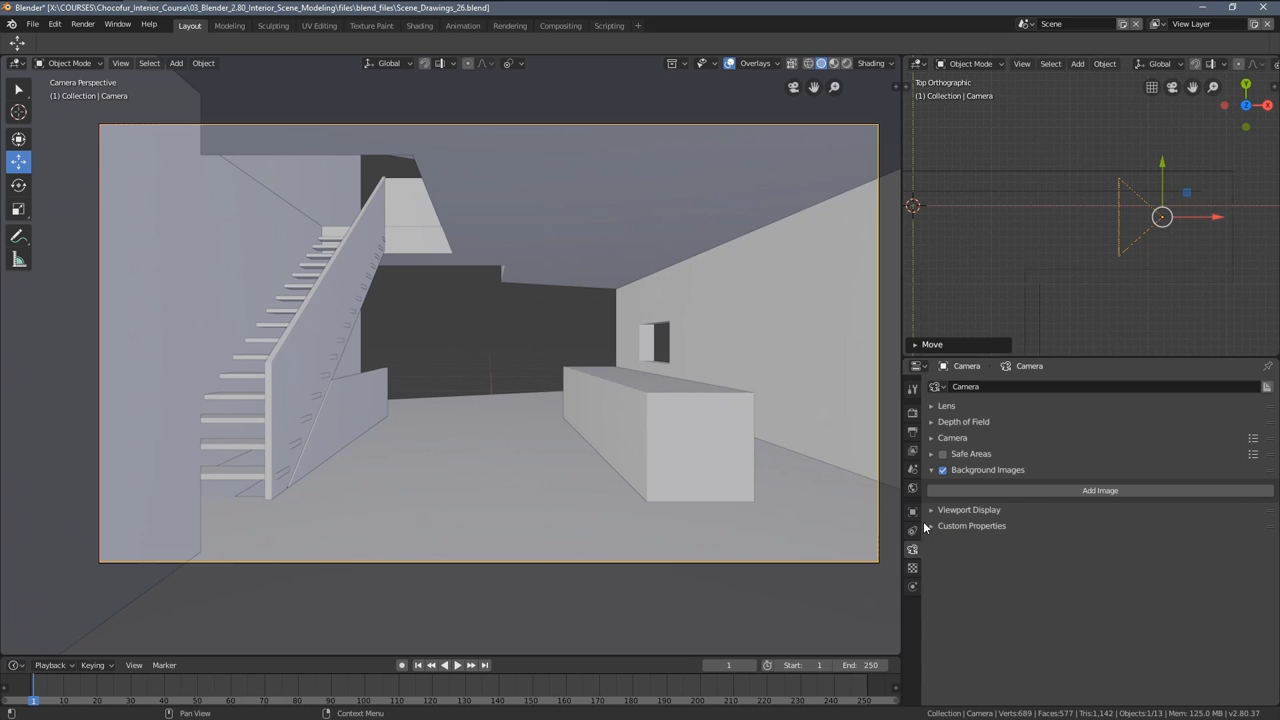 Blender* [X:\COURSES\Chocofur_Interior_Course\03_Blender_2.80_Interior_Scene_Modeling\files\blend_files\Scene_Drawings_26.blend]
File Edit Render Window Help Layout Modeling Sculpting UV Editing Texture Paint Shading Animation Rendering Compositing Scripting + Scene View Layer
Object Mode View Select Add Object Global Overlays Shading
Object Mode View Select Add Object Global
Camera Perspective
(1) Collection | Camera
Top Orthographic
(1) Collection | Camera
Y
Z
X
Move
Camera Camera
Camera
Lens
Depth of Field
Camera
Safe Areas
Background Images
Add Image
Viewport Display
Custom Properties
Playback Keying View Marker 1 Start: 1 End: 250
1 10 20 30 40 50 60 70 80 90 100 110 120 130 140 150 160 170 180 190 200 210 220 230 240 250
Pan View Context Menu Collection | Camera | Verts:689 | Faces:577 | Tris:1,142 | Objects:1/13 | Mem: 125.0 MB | v2.80.37